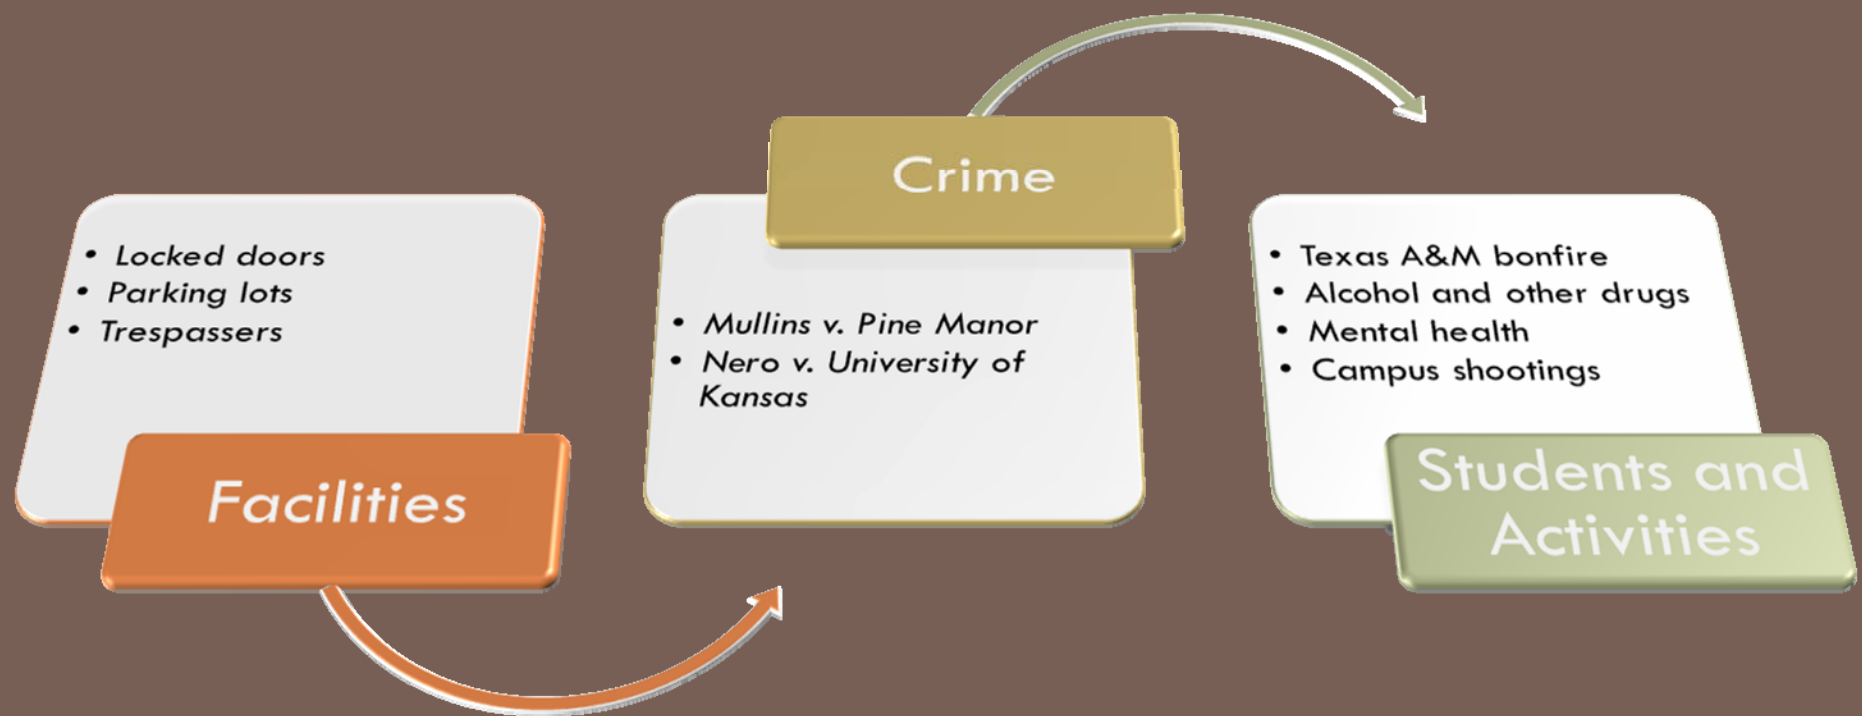 • Locked doors
• Parking lots
• Trespassers
Facilities
Crime
• Mullins v. Pine Manor
• Nero v. University of
Kansas
• Texas A&M bonfire
• Alcohol and other drugs
• Mental health
• Campus shootings
Students and
Activities